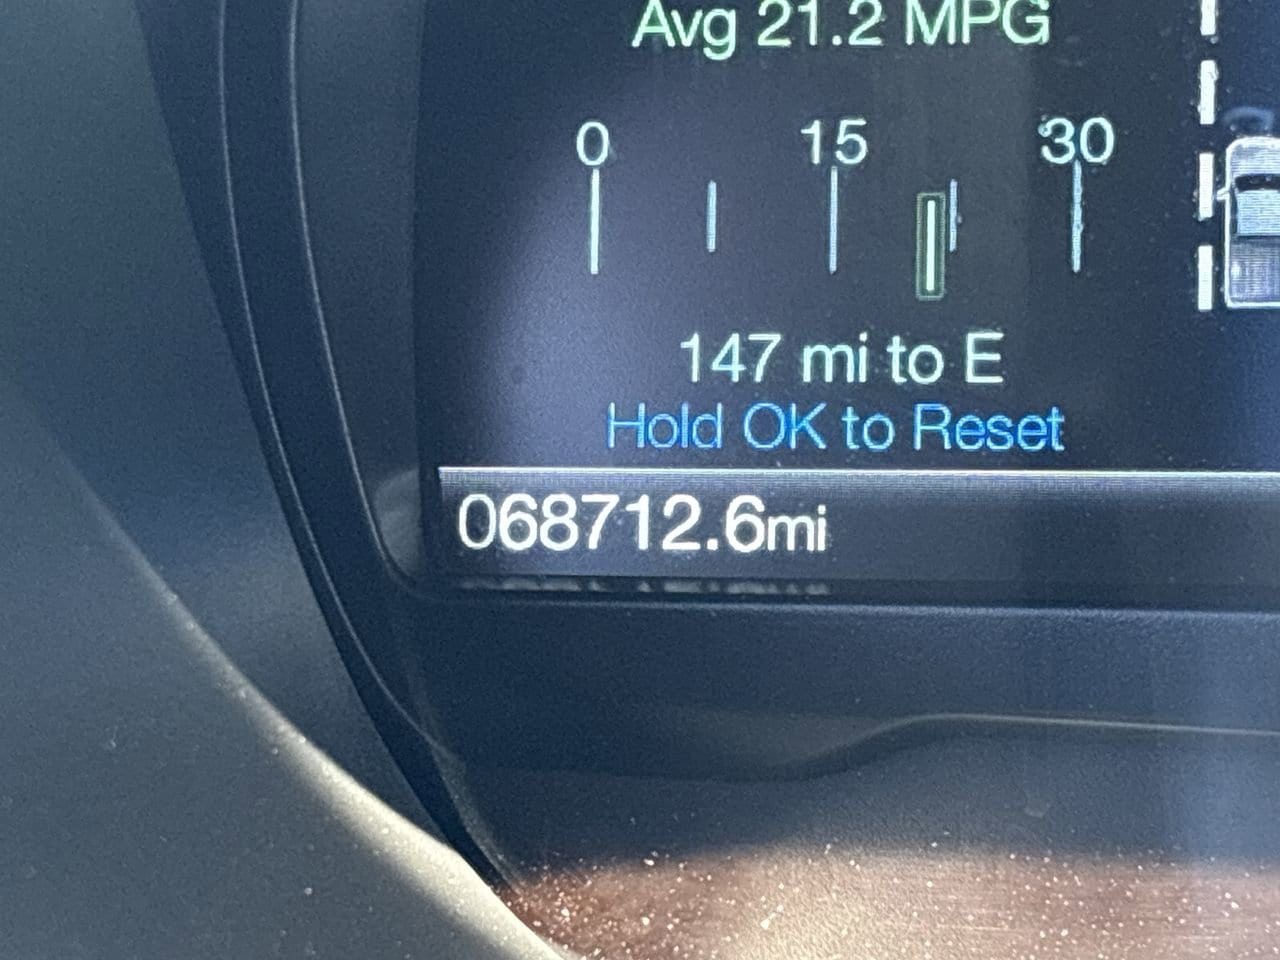 Avg 21.2 MPG
0 15 30
147 mi to E
Hold OK to Reset
068712.6mi